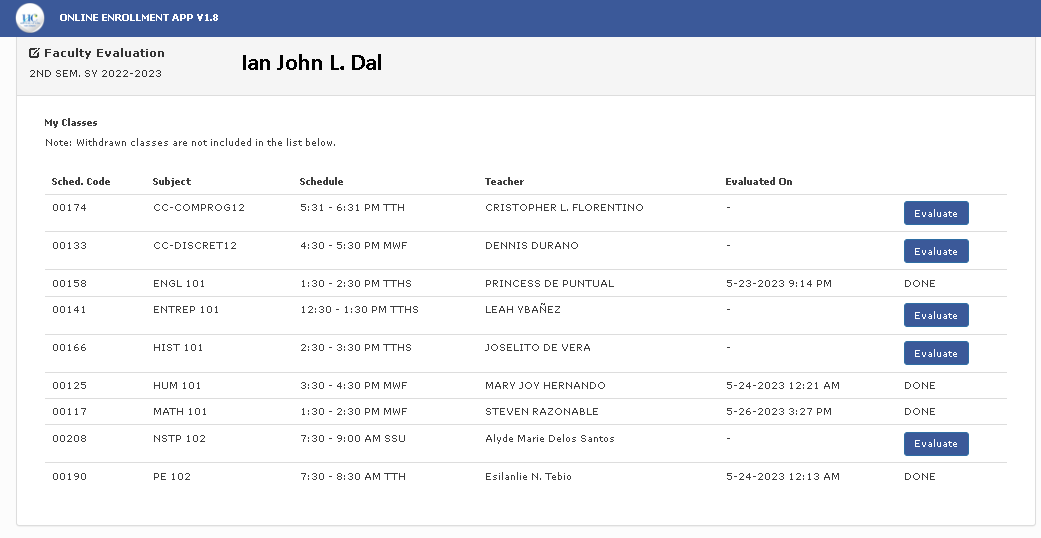 UC
ONLINE ENROLLMENT APP V1.8
Faculty Evaluation
2ND SEM. SY 2022-2023
Ian John L. Dal
My Classes
Note: Withdrawn classes are not included in the list below.
Sched. Code Subject Schedule Teacher Evaluated On
00174 CC-COMPROG12 5:31 - 6:31 PM TTH CRISTOPHER L. FLORENTINO - Evaluate
00133 CC-DISCRET12 4:30 - 5:30 PM MWF DENNIS DURANO - Evaluate
00158 ENGL 101 1:30 - 2:30 PM TTHS PRINCESS DE PUNTUAL 5-23-2023 9:14 PM DONE
00141 ENTREP 101 12:30 - 1:30 PM TTHS LEAH YBAÑEZ - Evaluate
00166 HIST 101 2:30 - 3:30 PM TTHS JOSELITO DE VERA - Evaluate
00125 HUM 101 3:30 - 4:30 PM MWF MARY JOY HERNANDO 5-24-2023 12:21 AM DONE
00117 MATH 101 1:30 - 2:30 PM MWF STEVEN RAZONABLE 5-26-2023 3:27 PM DONE
00208 NSTP 102 7:30 - 9:00 AM SSU Alyde Marie Delos Santos - Evaluate
00190 PE 102 7:30 - 8:30 AM TTH Esilanlie N. Tebio 5-24-2023 12:13 AM DONE